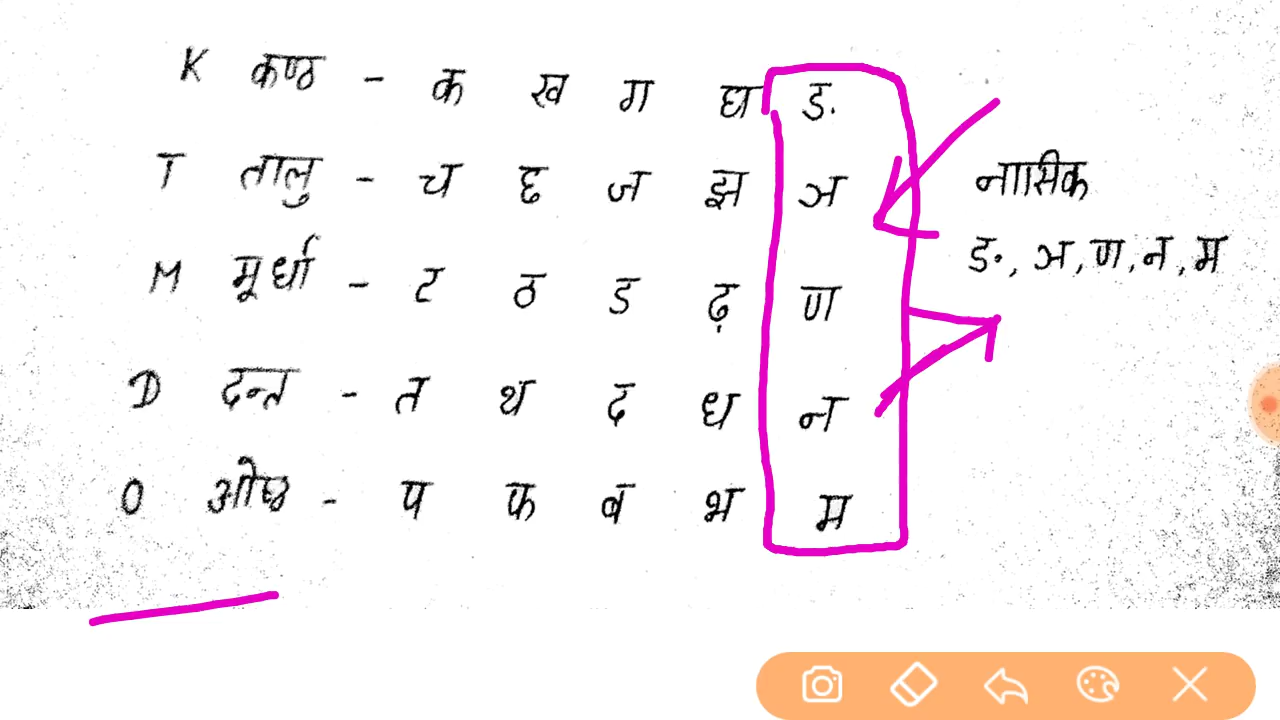 K कण्ठ - क ख ग घ ङ
T तालु - च छ ज झ ञ
नासिक
M मूर्धा - ट ठ ड ढ़ ण
ङ, ञ, ण, न, म
D दन्त - त थ द ध न
O ओष्ठ - प फ ब भ म